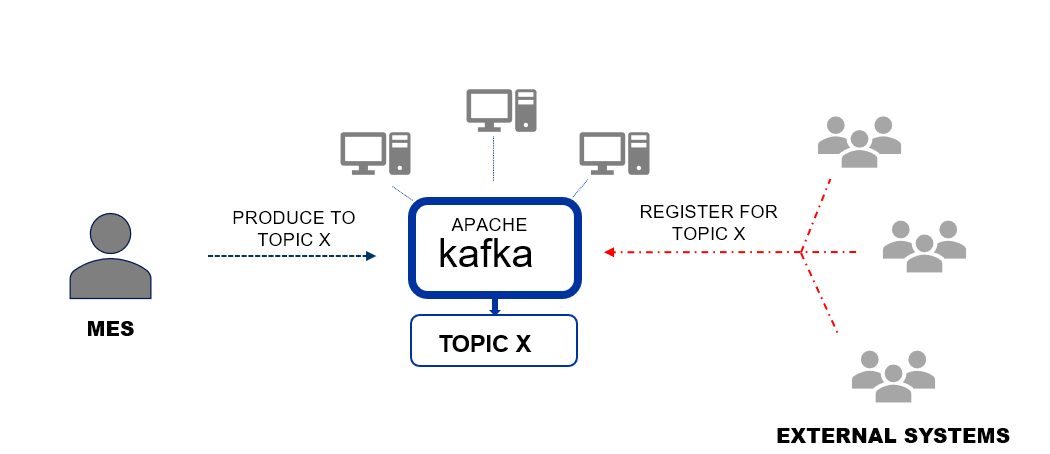 PRODUCE TO
TOPIC X
MES
APACHE
kafka
TOPIC X
REGISTER FOR
TOPIC X
EXTERNAL SYSTEMS